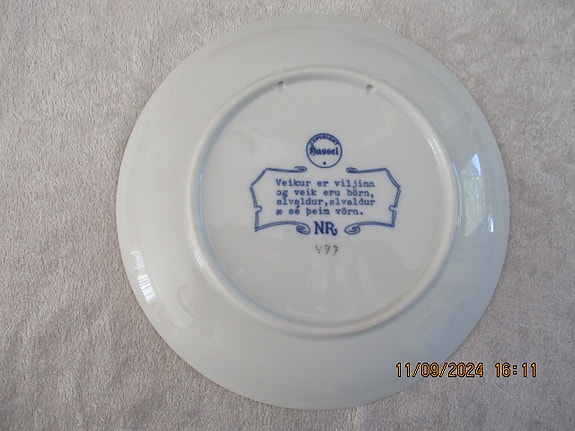 COPYRIGHT
Hassel
Veikur er viljinn
og veik eru börn,
alvaldur, alvaldur
æ sé þeim vörn.
NR
477
11/09/2024 16:11